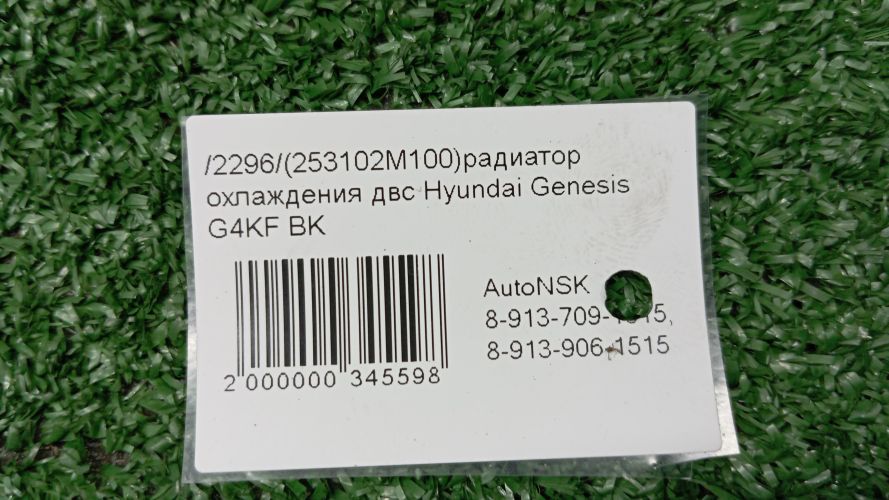 /2296/(253102M100)радиатор
охлаждения двс Hyundai Genesis
G4KF BK
AutoNSK
8-913-709-1515,
8-913-906-1515
2 000000 345598